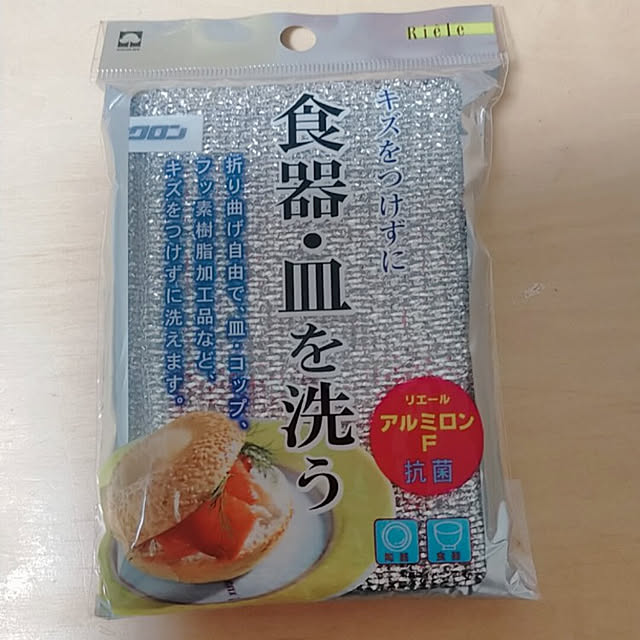 Rièle
クロン
キズをつけずに
食器・皿を洗う
折り曲げ自由で、皿・コップ、
フッ素樹脂加工品など、
キズをつけずに洗えます。
リエール
アルミロン
F
抗菌
食器